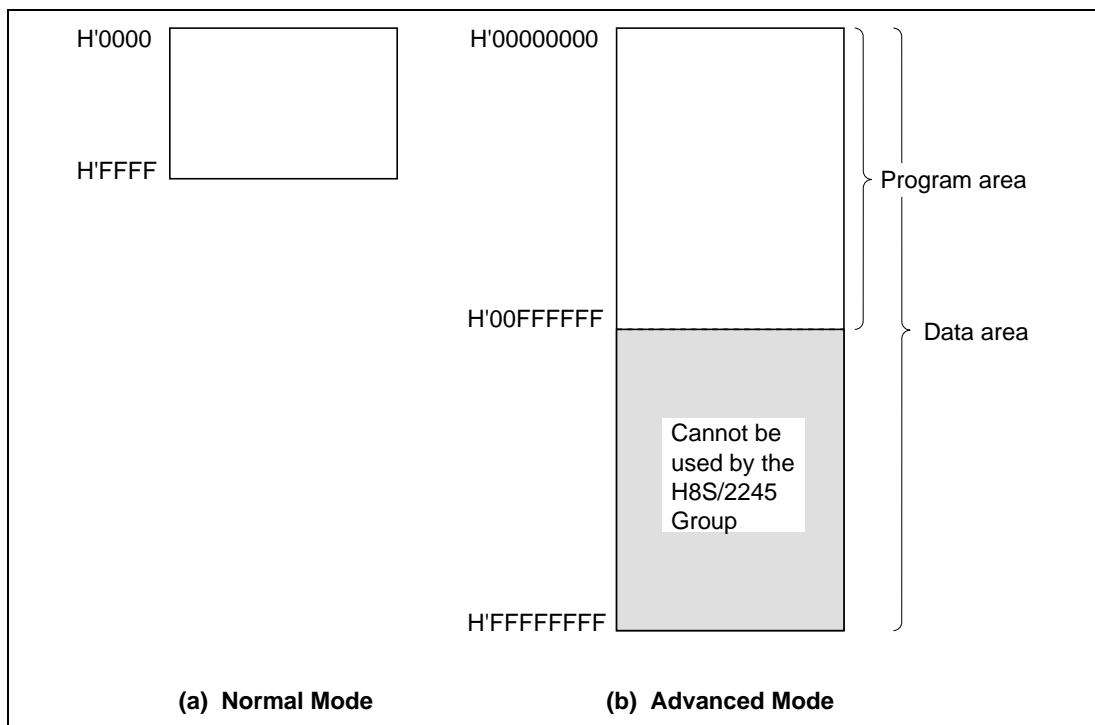 H'0000
H'FFFF
(a) Normal Mode
H'00000000
H'00FFFFFF
H'FFFFFFFF
Cannot be
used by the
H8S/2245
Group
Program area
Data area
(b) Advanced Mode